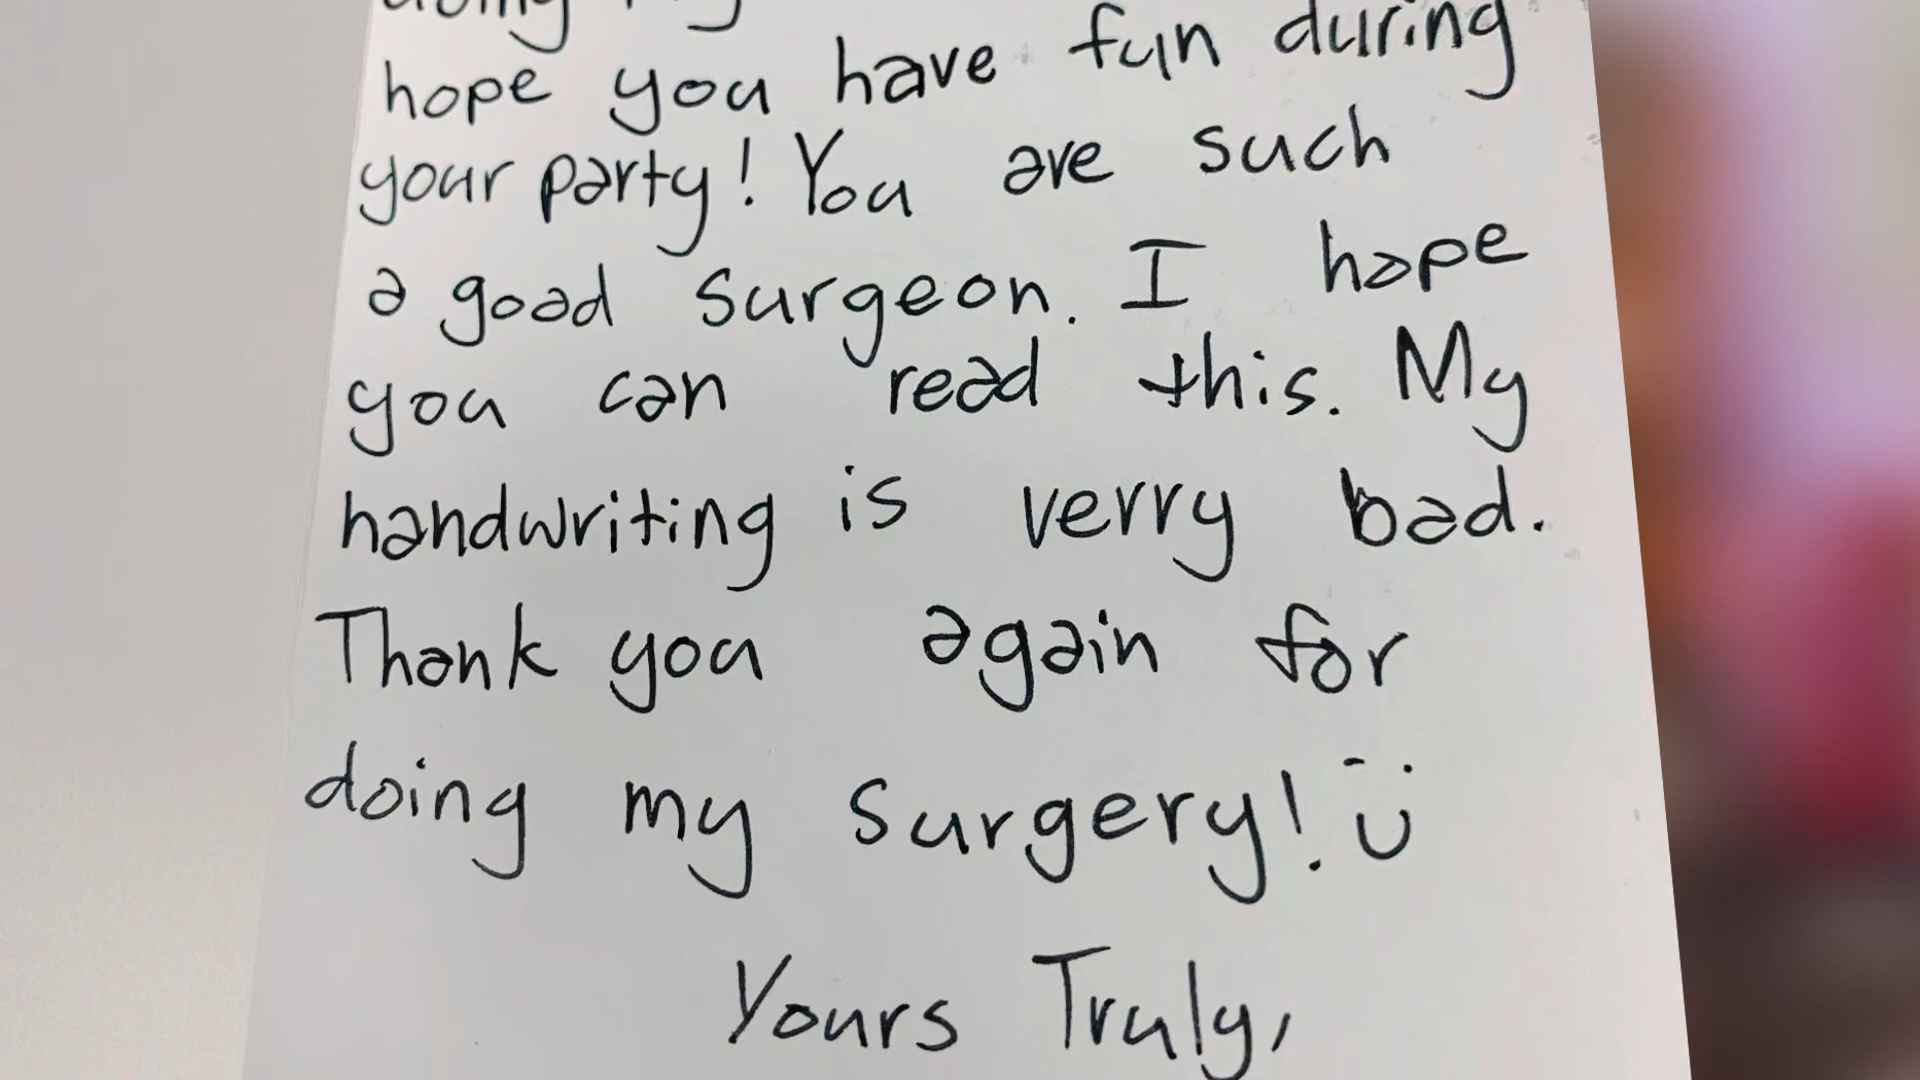 doing
hope you have fun during
your party! You are such
a good surgeon. I hope
you can read this. My
handwriting is verry bad.
Thank you again for
doing my surgery! :)
Yours Truly,